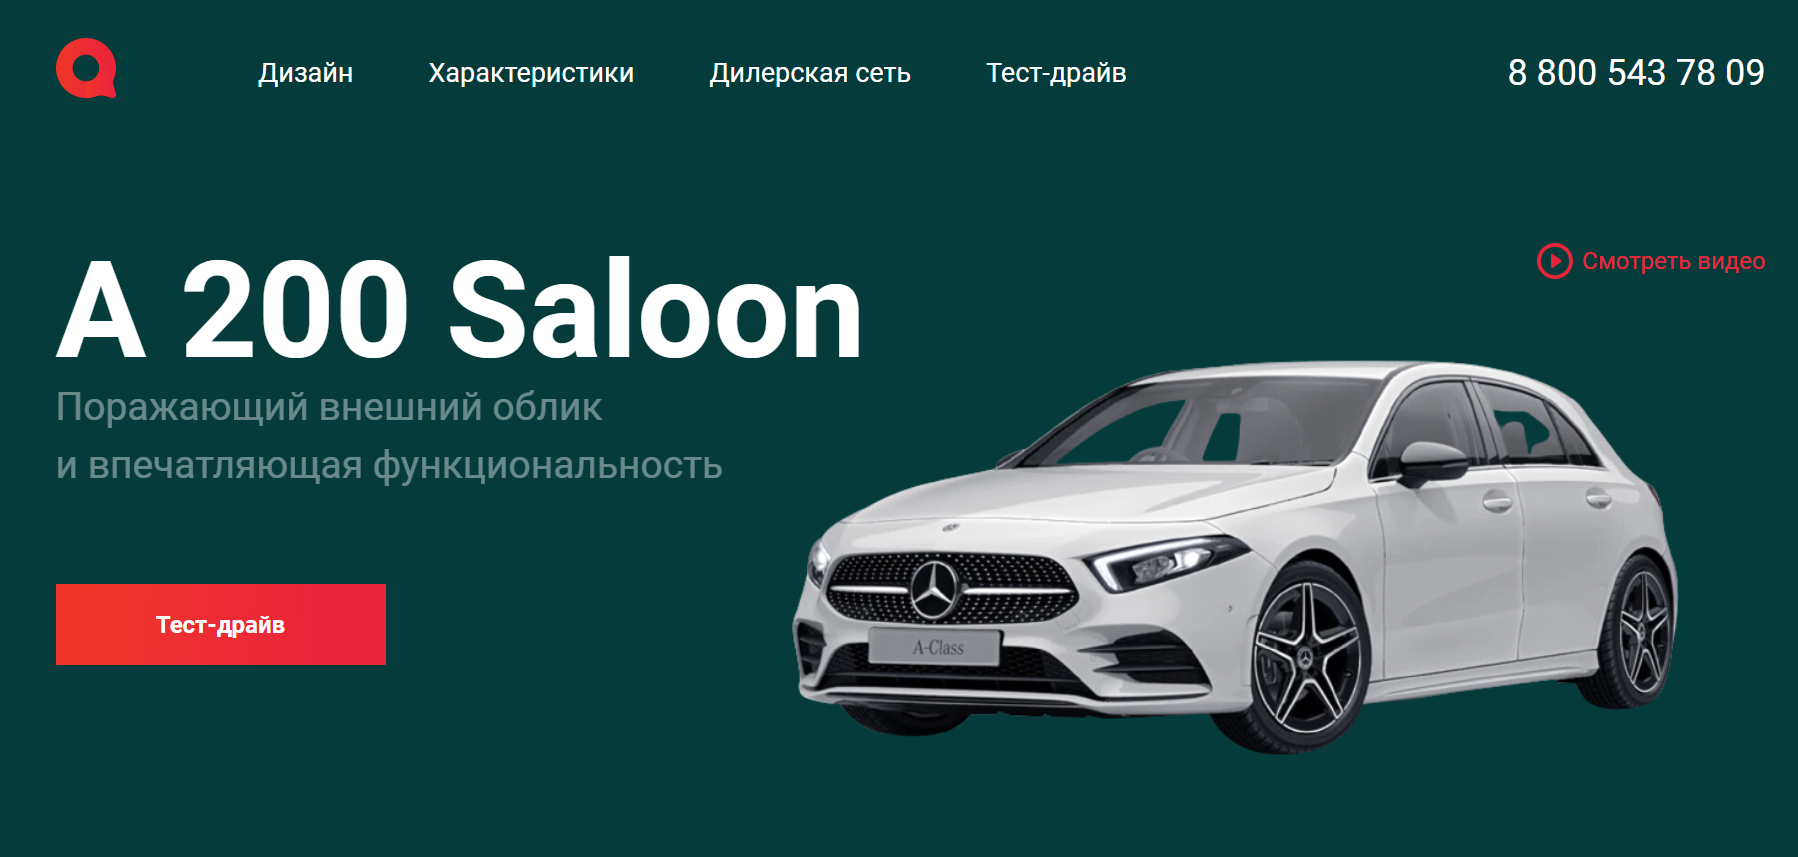 Дизайн Характеристики Дилерская сеть Тест-драйв 8 800 543 78 09
Смотреть видео
A 200 Saloon
Поражающий внешний облик
и впечатляющая функциональность
Тест-драйв
A-Class